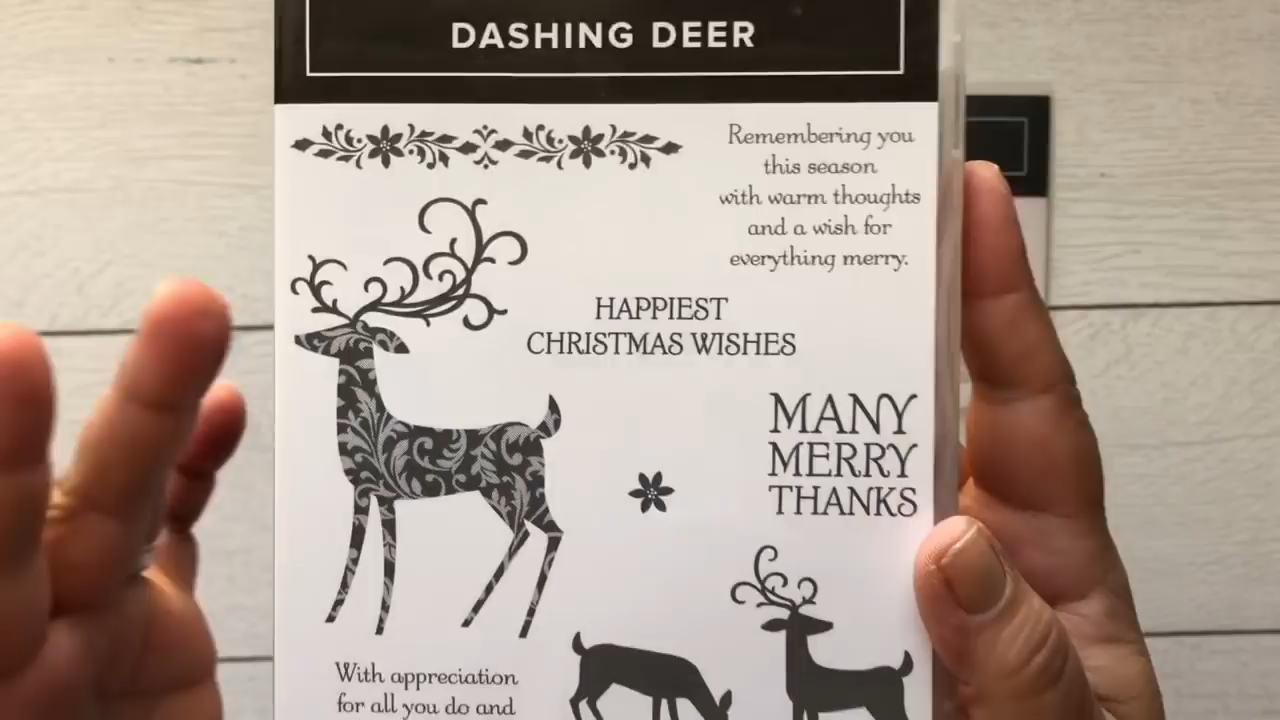 DASHING DEER
Remembering you
this season
with warm thoughts
and a wish for
everything merry.
HAPPIEST
CHRISTMAS WISHES
MANY
MERRY
THANKS
With appreciation
for all you do and